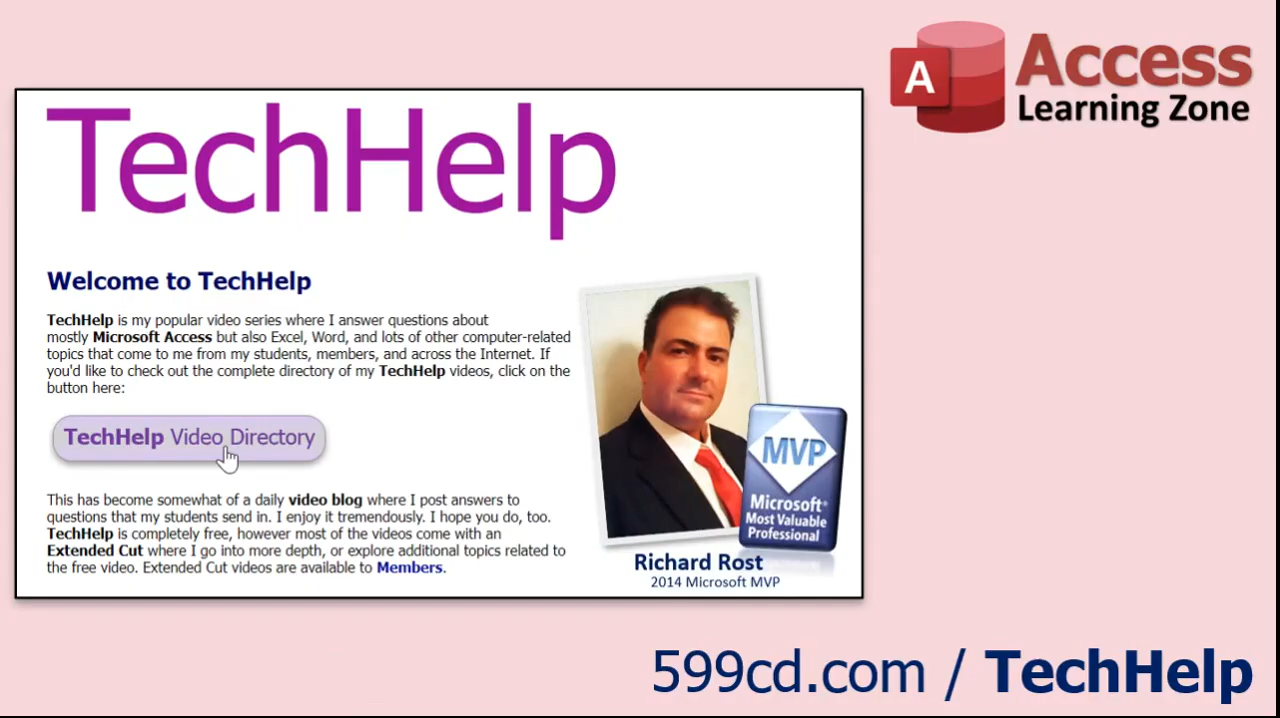 A Access
Learning Zone
TechHelp
Welcome to TechHelp
TechHelp is my popular video series where I answer questions about
mostly Microsoft Access but also Excel, Word, and lots of other computer-related
topics that come to me from my students, members, and across the Internet. If
you'd like to check out the complete directory of my TechHelp videos, click on the
button here:
TechHelp Video Directory
This has become somewhat of a daily video blog where I post answers to
questions that my students send in. I enjoy it tremendously. I hope you do, too.
TechHelp is completely free, however most of the videos come with an
Extended Cut where I go into more depth, or explore additional topics related to
the free video. Extended Cut videos are available to Members.
MVP
Microsoft®
Most Valuable
Professional
Richard Rost
2014 Microsoft MVP
599cd.com / TechHelp